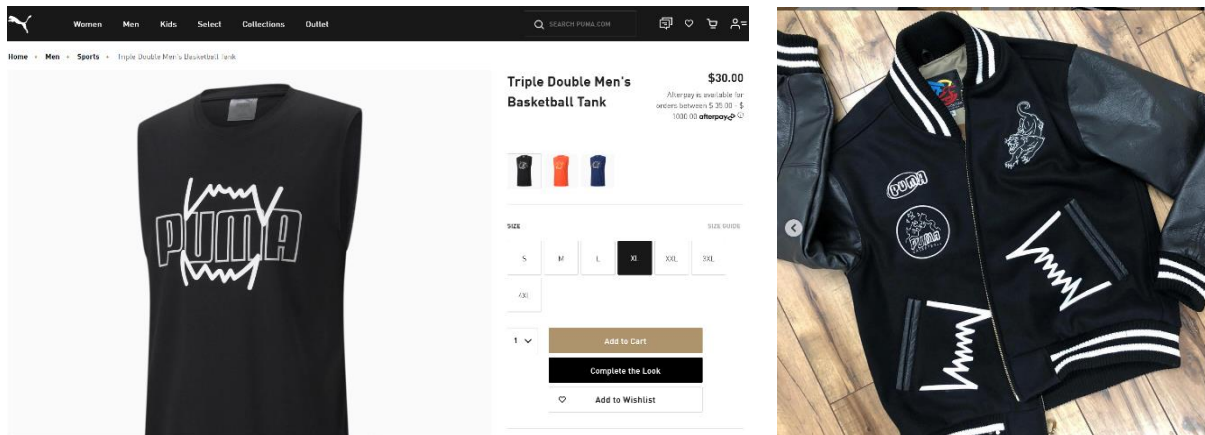 Women Men Kids Select Collections Outlet
SEARCH PUMA.COM
Home Men Sports Triple Double Men's Basketball Tank
Triple Double Men's
Basketball Tank
$30.00
Afterpay is available for
orders between $ 35.00 - $
1000.00 afterpay
SIZE
SIZE GUIDE
S M L XL XXL 3XL
4XL
1
Add to Cart
Complete the Look
Add to Wishlist
PUMA
PUMA
PUMA